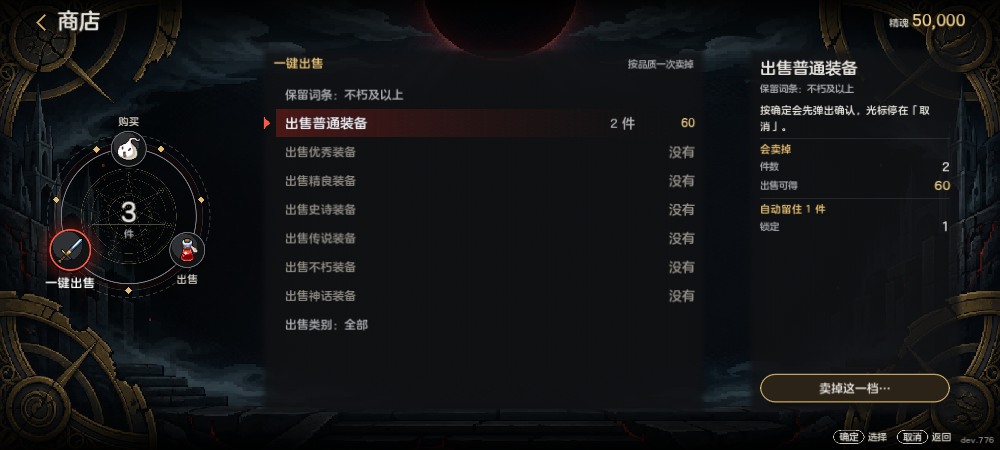 商店
精魂 50,000
一键出售
按品质一次卖掉
保留词条：不朽及以上
出售普通装备 2 件 60
出售优秀装备 没有
出售精良装备 没有
出售史诗装备 没有
出售传说装备 没有
出售不朽装备 没有
出售神话装备 没有
出售类别：全部
购买
3
件
一键出售
出售
出售普通装备
保留词条：不朽及以上
按确定会先弹出确认，光标停在「取
消」。
会卖掉
件数 2
出售可得 60
自动留住 1 件
锁定 1
卖掉这一档…
确定 选择 取消 返回
dev.776